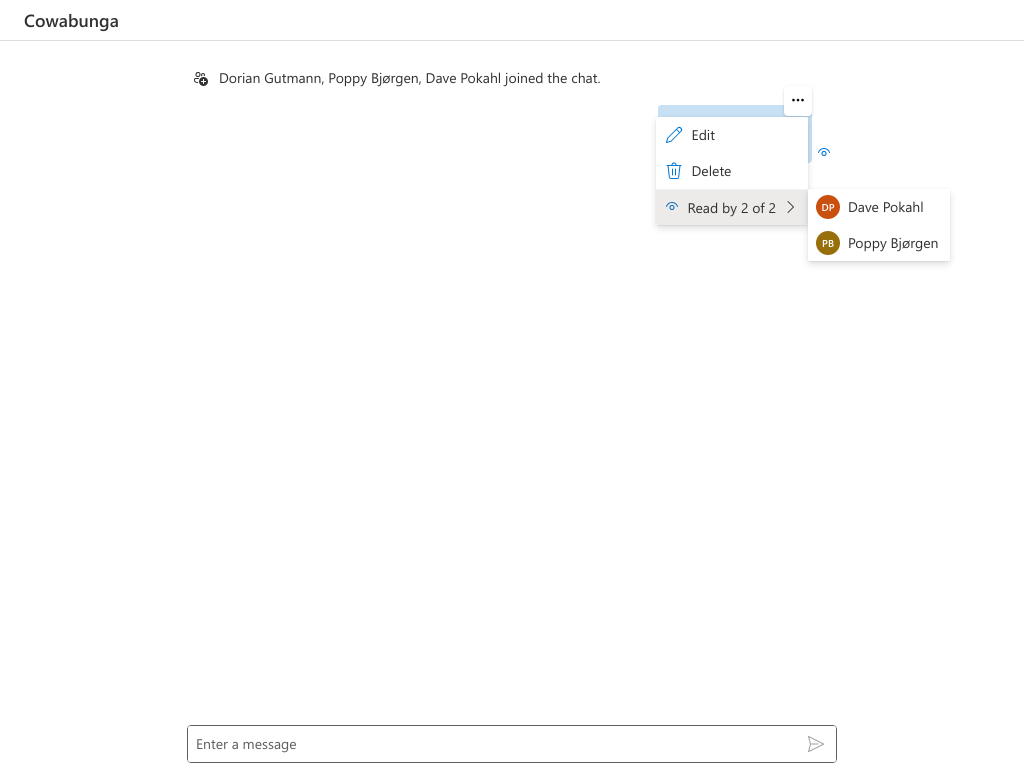 Cowabunga
Dorian Gutmann, Poppy Bjørgen, Dave Pokahl joined the chat.
Edit
Delete
Read by 2 of 2
DP Dave Pokahl
PB Poppy Bjørgen
Enter a message